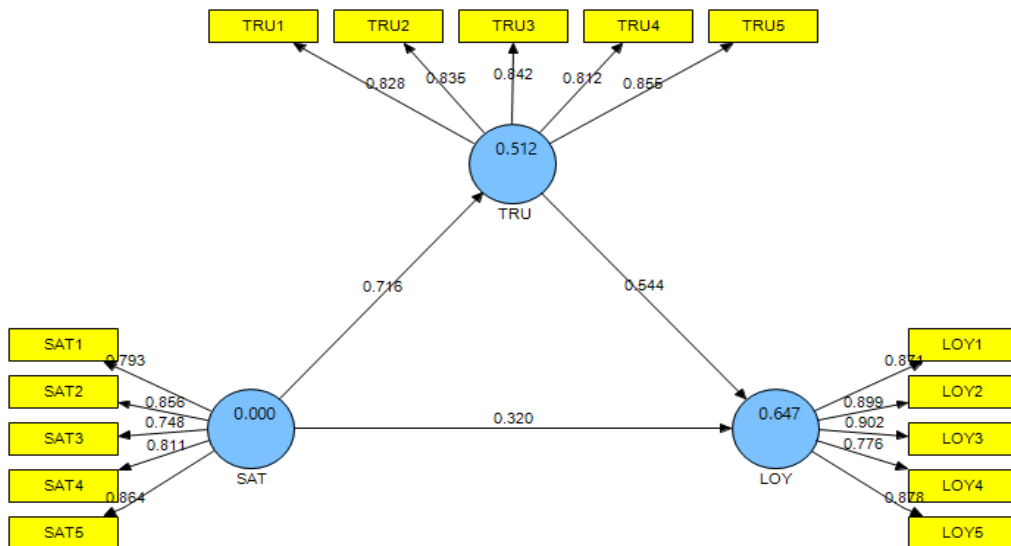 TRU1 TRU2 TRU3 TRU4 TRU5
0.828 0.835 0.842 0.812 0.855
0.512
TRU
0.716 0.544
SAT1
0.793
SAT2
0.856
SAT3
0.748
SAT4
0.811
SAT5
0.864
0.000
SAT
0.320
0.647
LOY
LOY1
0.871
LOY2
0.899
LOY3
0.902
LOY4
0.776
LOY5
0.878